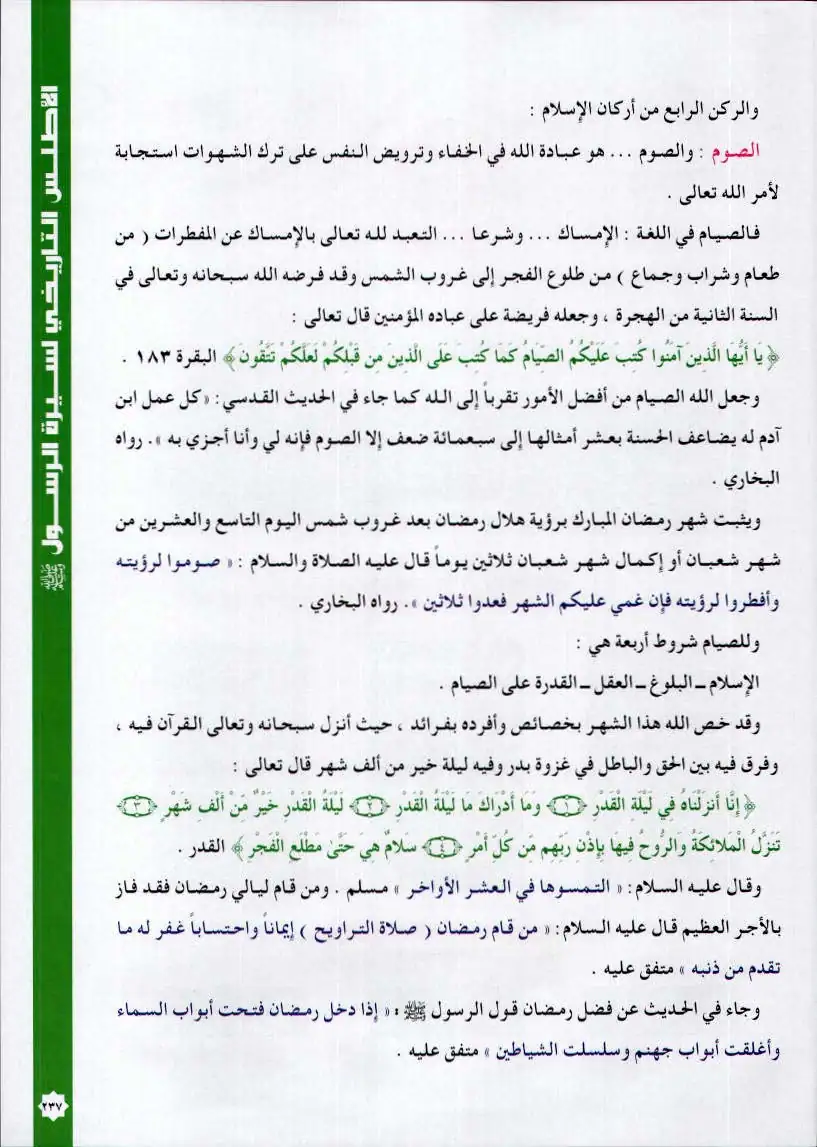 والركن الرابع من أركان الإسلام :
الصوم : والصوم ... هو عبادة الله في الخفاء وترويض النفس على ترك الشهوات استجابة
لأمر الله تعالى .
فالصيام في اللغة : الإمساك ... وشرعا ... التعبد لله تعالى بالإمساك عن المفطرات ( من
طعام وشراب وجماع ) من طلوع الفجر إلى غروب الشمس وقد فرضه الله سبحانه وتعالى في
السنة الثانية من الهجرة ، وجعله فريضة على عباده المؤمنين قال تعالى :
﴿ يَا أَيُّهَا الَّذِينَ آمَنُوا كُتِبَ عَلَيْكُمُ الصِّيَامُ كَمَا كُتِبَ عَلَى الَّذِينَ مِن قَبْلِكُمْ لَعَلَّكُمْ تَتَّقُونَ ﴾ البقرة ١٨٣ .
وجعل الله الصيام من أفضل الأمور تقرباً إلى الله كما جاء في الحديث القدسي : « كل عمل ابن
آدم له يضاعف الحسنة بعشر أمثالها إلى سبعمائة ضعف إلا الصوم فإنه لي وأنا أجزي به » . رواه
البخاري .
ويثبت شهر رمضان المبارك برؤية هلال رمضان بعد غروب شمس اليوم التاسع والعشرين من
شهر شعبان أو إكمال شهر شعبان ثلاثين يوماً قال عليه الصلاة والسلام : « صوموا لرؤيته
وأفطروا لرؤيته فإن غمي عليكم الشهر فعدوا ثلاثين » . رواه البخاري .
وللصيام شروط أربعة هي :
الإسلام ـ البلوغ ـ العقل ـ القدرة على الصيام .
وقد خص الله هذا الشهر بخصائص وأفرده بفرائد ، حيث أنزل سبحانه وتعالى القرآن فيه ،
وفرق فيه بين الحق والباطل في غزوة بدر وفيه ليلة خير من ألف شهر قال تعالى :
﴿ إِنَّا أَنزَلْنَاهُ فِي لَيْلَةِ الْقَدْرِ ﴿١﴾ وَمَا أَدْرَاكَ مَا لَيْلَةُ الْقَدْرِ ﴿٢﴾ لَيْلَةُ الْقَدْرِ خَيْرٌ مِّنْ أَلْفِ شَهْرٍ ﴿٣﴾
تَنَزَّلُ الْمَلائِكَةُ وَالرُّوحُ فِيهَا بِإِذْنِ رَبِّهِم مِّن كُلِّ أَمْرٍ ﴿٤﴾ سَلامٌ هِيَ حَتَّىٰ مَطْلَعِ الْفَجْرِ ﴾ القدر .
وقال عليه السلام : « التمسوها في العشر الأواخر » مسلم . ومن قام ليالي رمضان فقد فاز
بالأجر العظيم قال عليه السلام : « من قام رمضان ( صلاة التراويح ) إيماناً واحتساباً غفر له ما
تقدم من ذنبه » متفق عليه .
وجاء في الحديث عن فضل رمضان قول الرسول ﷺ : « إذا دخل رمضان فتحت أبواب السماء
وأغلقت أبواب جهنم وسلسلت الشياطين » متفق عليه .
الأطلس التاريخي لسيرة الرسول ﷺ
٢٣٧